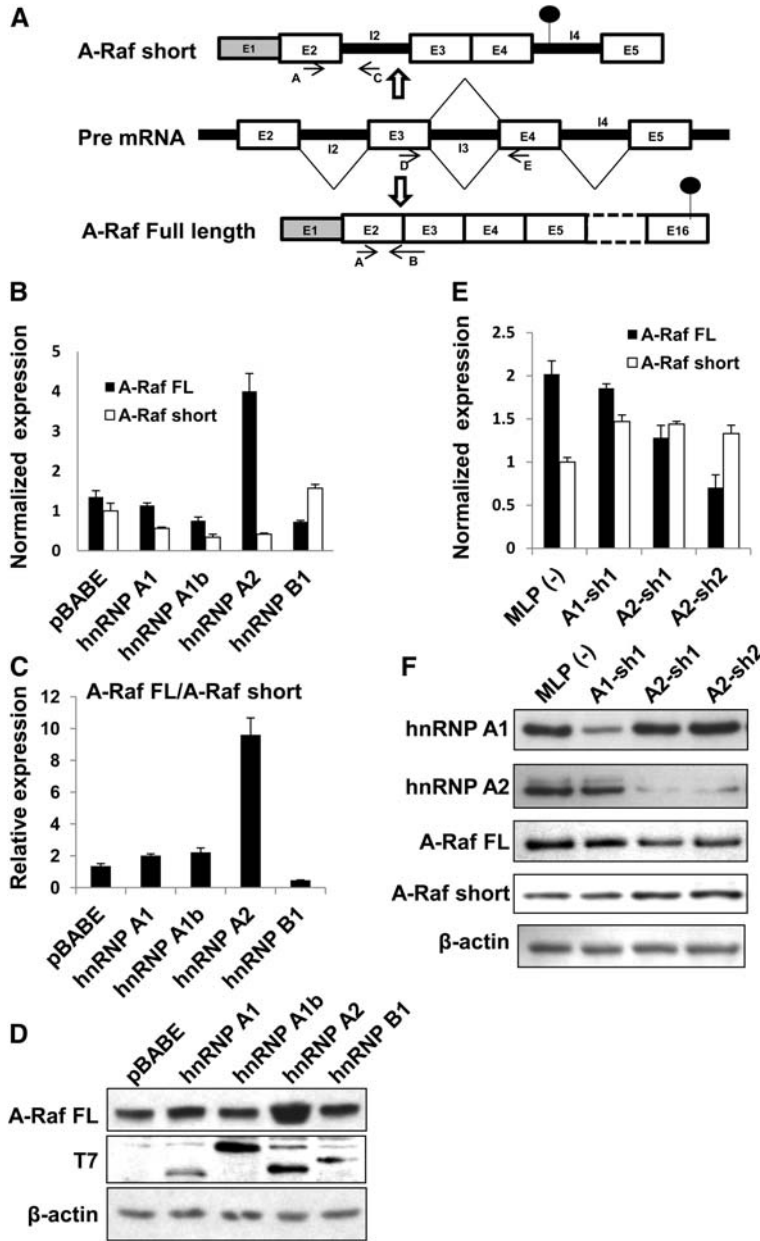 A
A-Raf short
E1 E2 I2 E3 E4 I4 E5
A C
Pre mRNA
E2 I2 E3 I3 E4 I4 E5
D E
A-Raf Full length
E1 E2 E3 E4 E5 E16
A B
B
Normalized expression
5
4
3
2
1
0
A-Raf FL
A-Raf short
pBABE
hnRNP A1
hnRNP A1b
hnRNP A2
hnRNP B1
C
A-Raf FL/A-Raf short
Relative expression
12
10
8
6
4
2
0
pBABE
hnRNP A1
hnRNP A1b
hnRNP A2
hnRNP B1
D
pBABE
hnRNP A1
hnRNP A1b
hnRNP A2
hnRNP B1
A-Raf FL
T7
β-actin
E
Normalized expression
2.5
2
1.5
1
0.5
0
A-Raf FL
A-Raf short
MLP (-)
A1-sh1
A2-sh1
A2-sh2
F
MLP (-)
A1-sh1
A2-sh1
A2-sh2
hnRNP A1
hnRNP A2
A-Raf FL
A-Raf short
β-actin